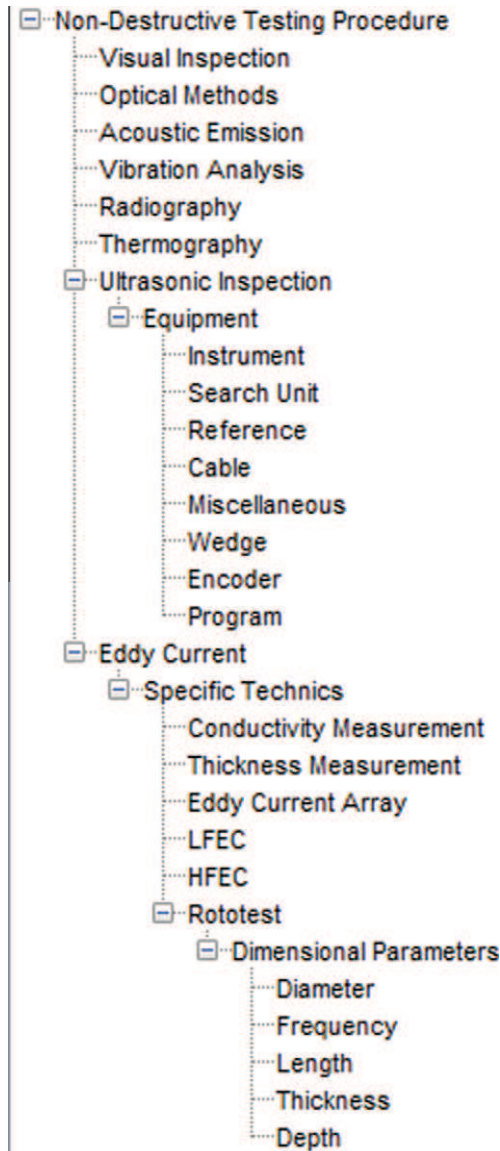 Non-Destructive Testing Procedure
Visual Inspection
Optical Methods
Acoustic Emission
Vibration Analysis
Radiography
Thermography
Ultrasonic Inspection
Equipment
Instrument
Search Unit
Reference
Cable
Miscellaneous
Wedge
Encoder
Program
Eddy Current
Specific Technics
Conductivity Measurement
Thickness Measurement
Eddy Current Array
LFEC
HFEC
Rototest
Dimensional Parameters
Diameter
Frequency
Length
Thickness
Depth